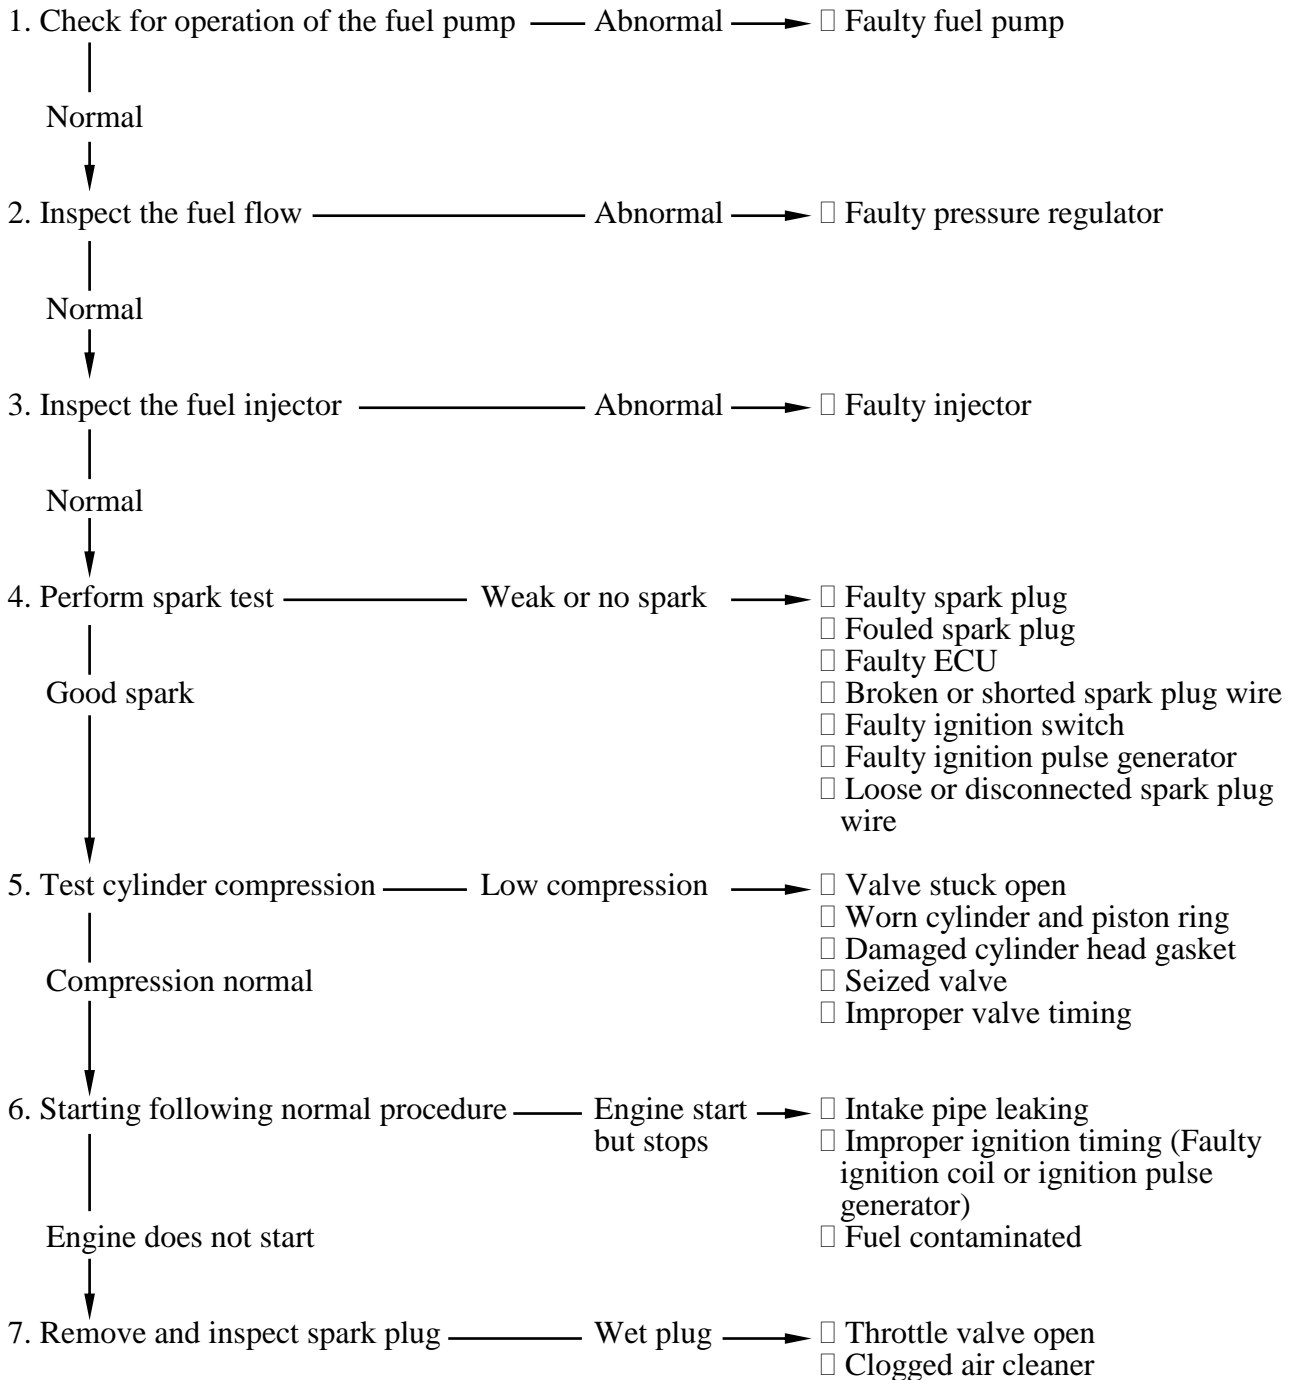 1. Check for operation of the fuel pump Abnormal □ Faulty fuel pump
Normal
2. Inspect the fuel flow Abnormal □ Faulty pressure regulator
Normal
3. Inspect the fuel injector Abnormal □ Faulty injector
Normal
4. Perform spark test Weak or no spark □ Faulty spark plug
□ Fouled spark plug
□ Faulty ECU
Good spark □ Broken or shorted spark plug wire
□ Faulty ignition switch
□ Faulty ignition pulse generator
□ Loose or disconnected spark plug
wire
5. Test cylinder compression Low compression □ Valve stuck open
□ Worn cylinder and piston ring
□ Damaged cylinder head gasket
Compression normal □ Seized valve
□ Improper valve timing
6. Starting following normal procedure Engine start □ Intake pipe leaking
but stops □ Improper ignition timing (Faulty
ignition coil or ignition pulse
generator)
Engine does not start □ Fuel contaminated
7. Remove and inspect spark plug Wet plug □ Throttle valve open
□ Clogged air cleaner